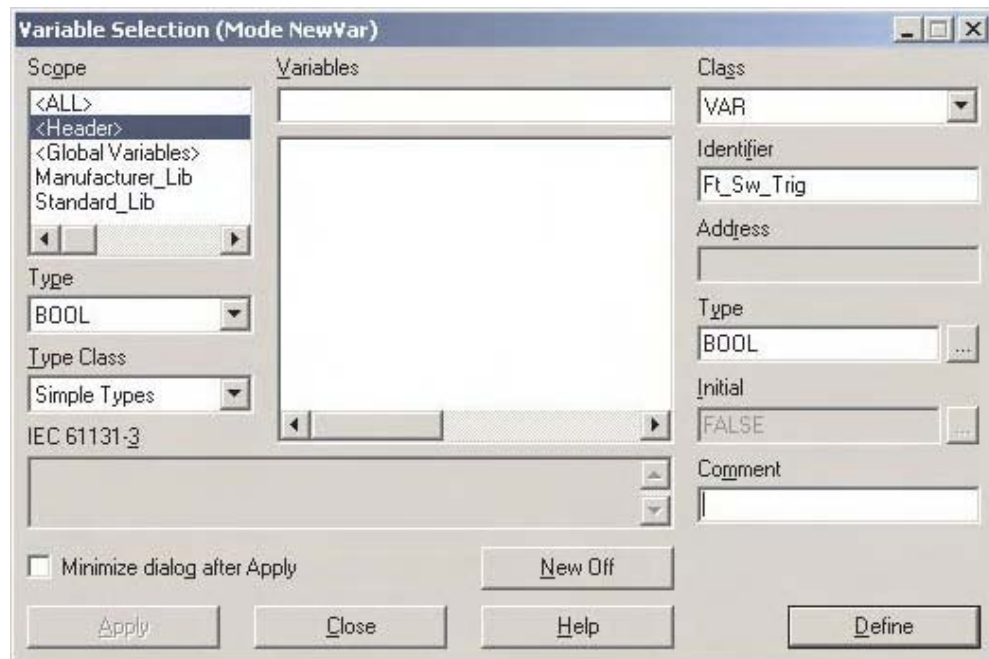 Variable Selection (Mode NewVar)
Scope
<ALL>
<Header>
<Global Variables>
Manufacturer_Lib
Standard_Lib
Type
BOOL
Type Class
Simple Types
IEC 61131-3
Variables
Class
VAR
Identifier
Ft_Sw_Trig
Address
Type
BOOL
...
Initial
FALSE
...
Comment
Minimize dialog after Apply
New Off
Apply
Close
Help
Define